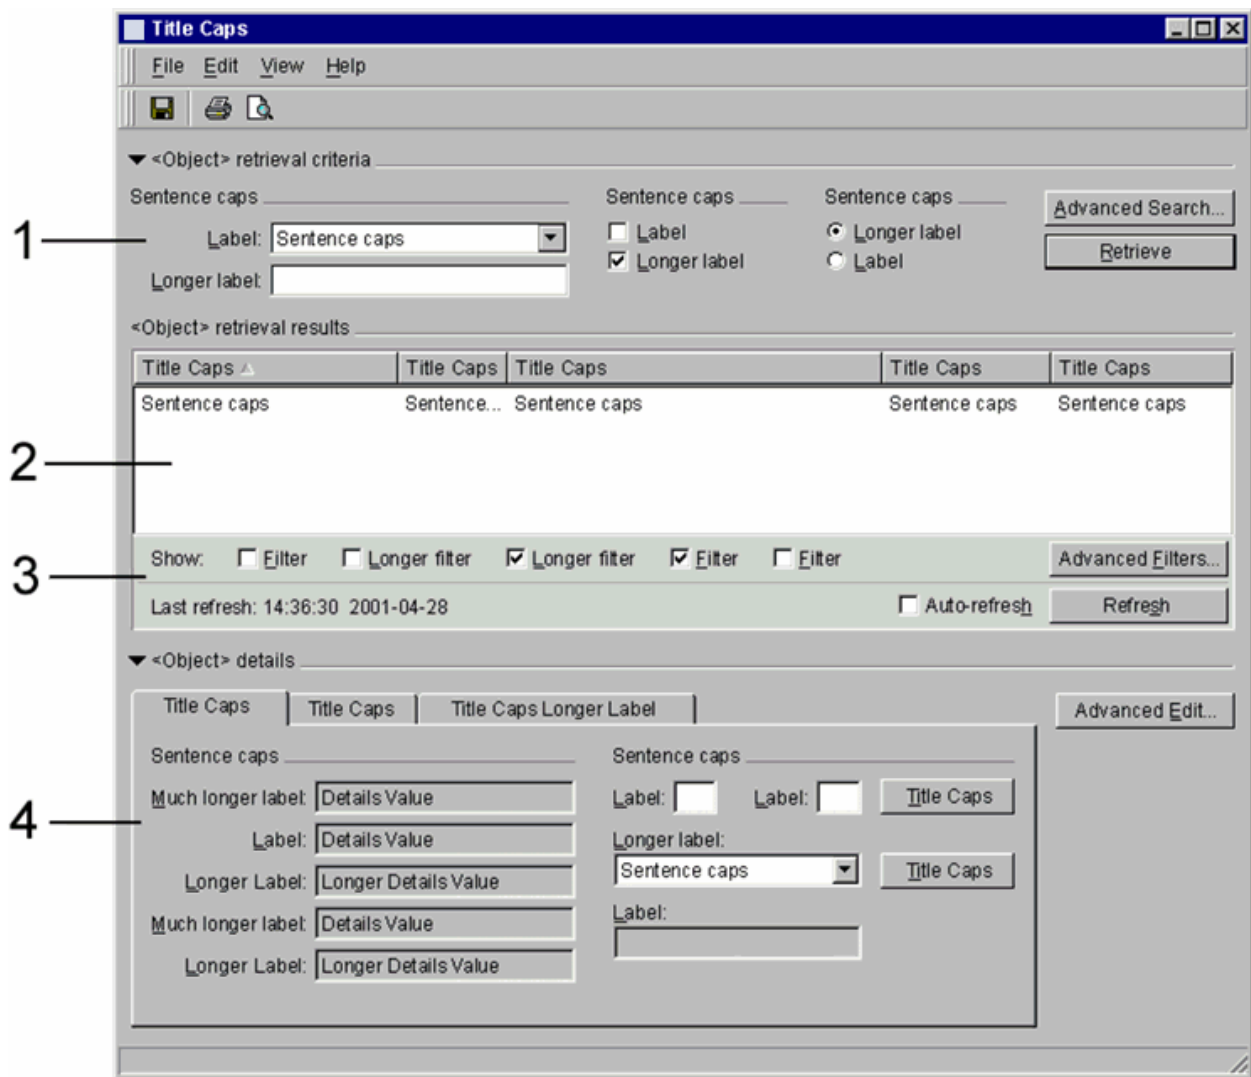 Title Caps
File Edit View Help
<Object> retrieval criteria
Sentence caps Sentence caps Sentence caps Advanced Search...
1 Label: Sentence caps Label Longer label
Longer label Label Retrieve
Longer label:
<Object> retrieval results
Title Caps Title Caps Title Caps Title Caps Title Caps
Sentence caps Sentence... Sentence caps Sentence caps Sentence caps
2
Show: Filter Longer filter Longer filter Filter Filter Advanced Filters...
3
Last refresh: 14:36:30 2001-04-28 Auto-refresh Refresh
<Object> details
Title Caps Title Caps Title Caps Longer Label Advanced Edit...
Sentence caps Sentence caps
Much longer label: Details Value Label: Label: Title Caps
4 Label: Details Value Longer label:
Longer Label: Longer Details Value Sentence caps Title Caps
Much longer label: Details Value Label:
Longer Label: Longer Details Value